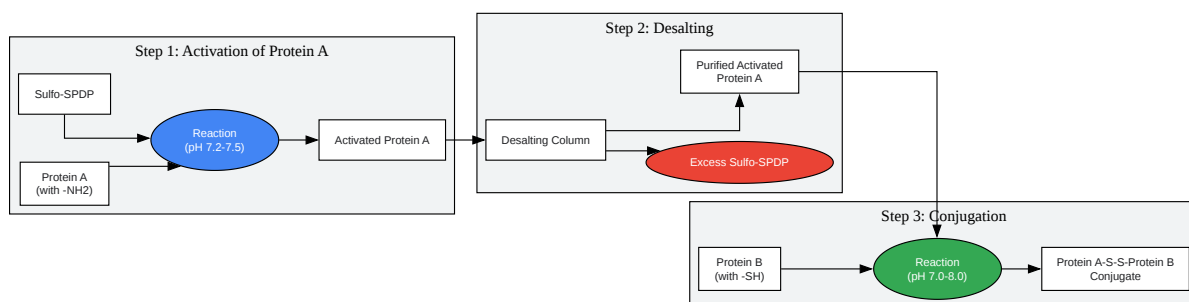 Step 1: Activation of Protein A
Sulfo-SPDP
Protein A
(with -NH2)
Reaction
(pH 7.2-7.5)
Activated Protein A
Step 2: Desalting
Desalting Column
Purified Activated
Protein A
Excess Sulfo-SPDP
Step 3: Conjugation
Protein B
(with -SH)
Reaction
(pH 7.0-8.0)
Protein A-S-S-Protein B
Conjugate